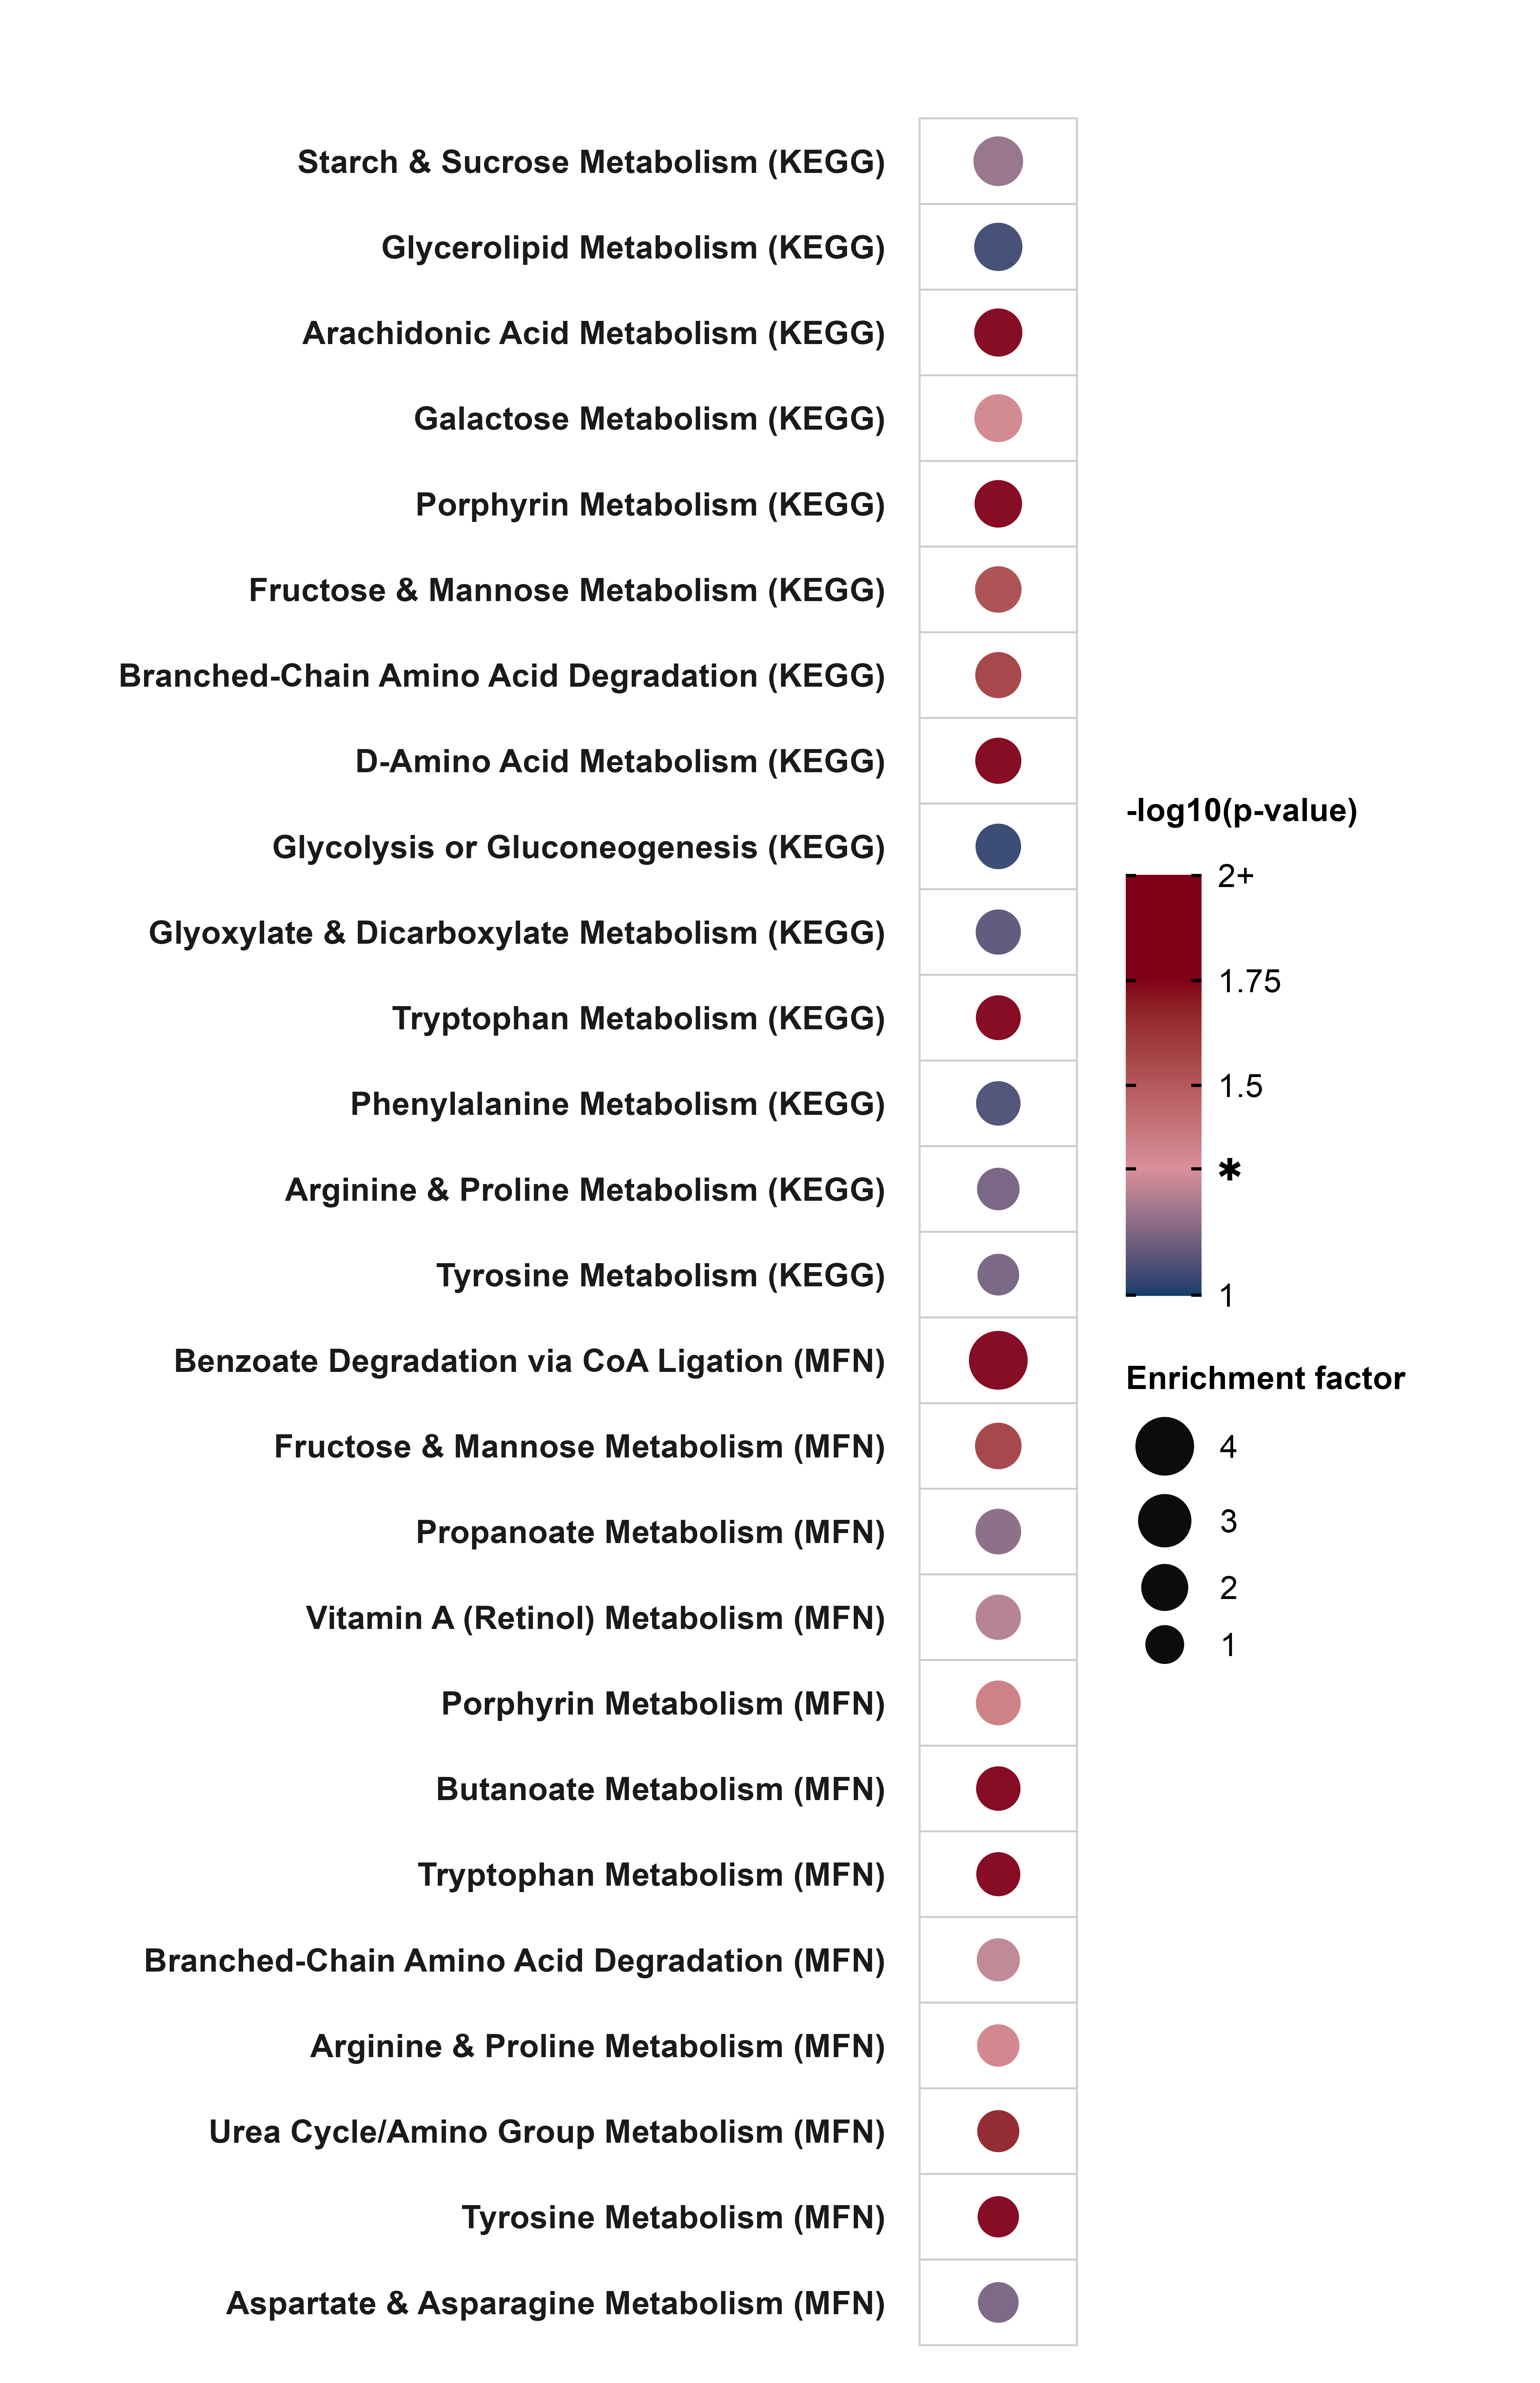 Starch & Sucrose Metabolism (KEGG)
Glycerolipid Metabolism (KEGG)
Arachidonic Acid Metabolism (KEGG)
Galactose Metabolism (KEGG)
Porphyrin Metabolism (KEGG)
Fructose & Mannose Metabolism (KEGG)
Branched-Chain Amino Acid Degradation (KEGG)
D-Amino Acid Metabolism (KEGG)
Glycolysis or Gluconeogenesis (KEGG)
Glyoxylate & Dicarboxylate Metabolism (KEGG)
Tryptophan Metabolism (KEGG)
Phenylalanine Metabolism (KEGG)
Arginine & Proline Metabolism (KEGG)
Tyrosine Metabolism (KEGG)
Benzoate Degradation via CoA Ligation (MFN)
Fructose & Mannose Metabolism (MFN)
Propanoate Metabolism (MFN)
Vitamin A (Retinol) Metabolism (MFN)
Porphyrin Metabolism (MFN)
Butanoate Metabolism (MFN)
Tryptophan Metabolism (MFN)
Branched-Chain Amino Acid Degradation (MFN)
Arginine & Proline Metabolism (MFN)
Urea Cycle/Amino Group Metabolism (MFN)
Tyrosine Metabolism (MFN)
Aspartate & Asparagine Metabolism (MFN)
-log10(p-value)
2+
1.75
1.5
✱
1
Enrichment factor
4
3
2
1